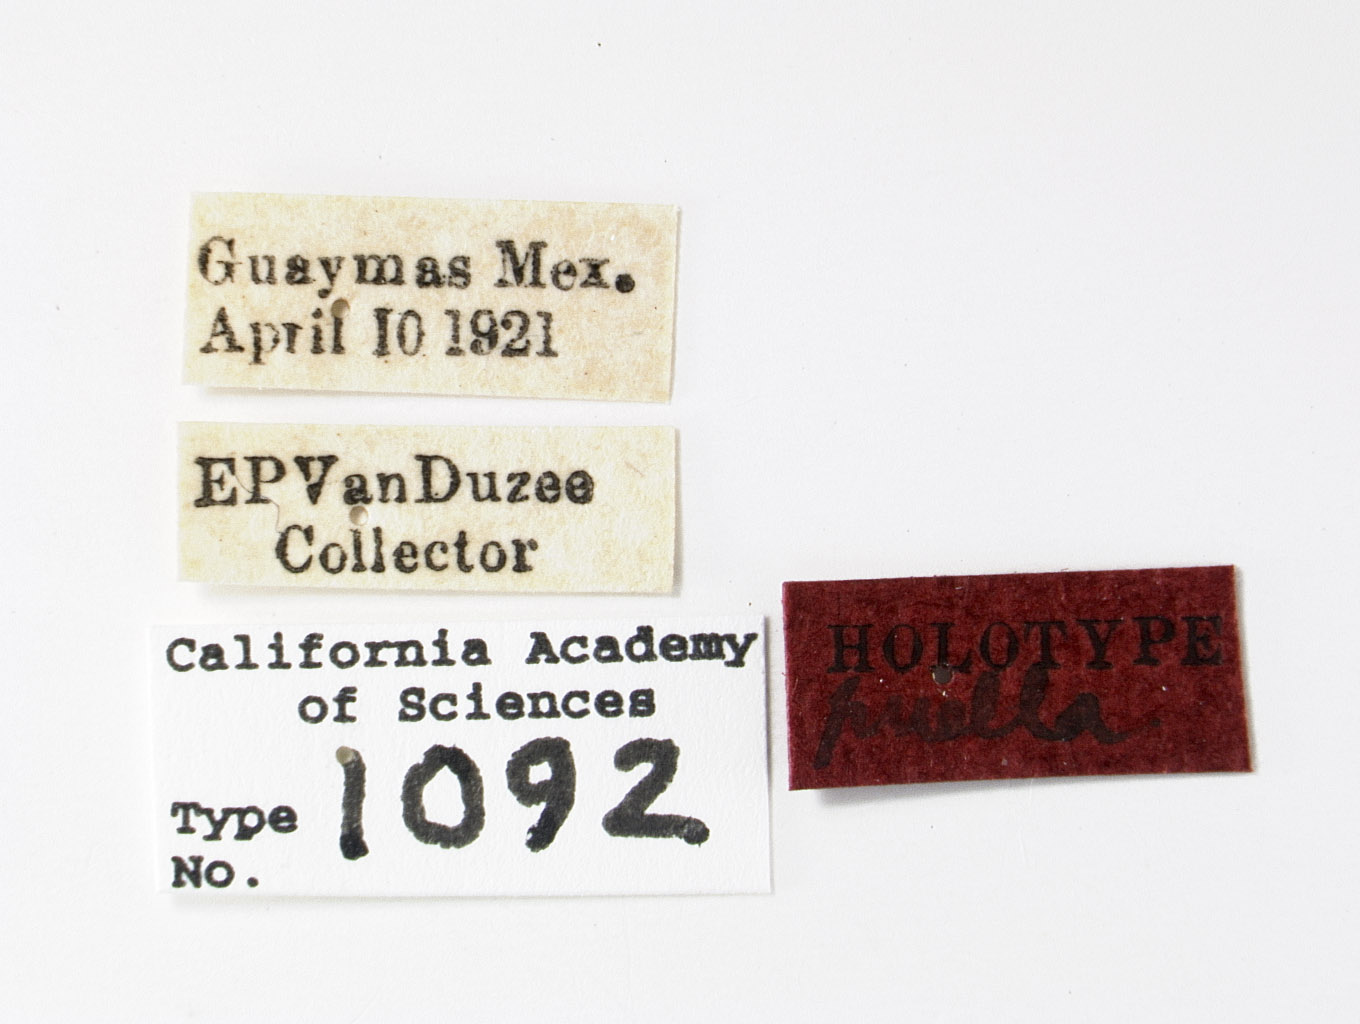 Guaymas Mex.
April 10 1921
EPVanDuzee
Collector
California Academy
of Sciences
Type
No. 1092
HOLOTYPE
puella.